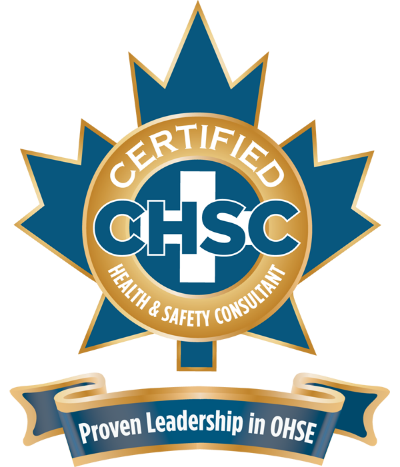 CERTIFIED
CHSC
HEALTH & SAFETY CONSULTANT
Proven Leadership in OHSE